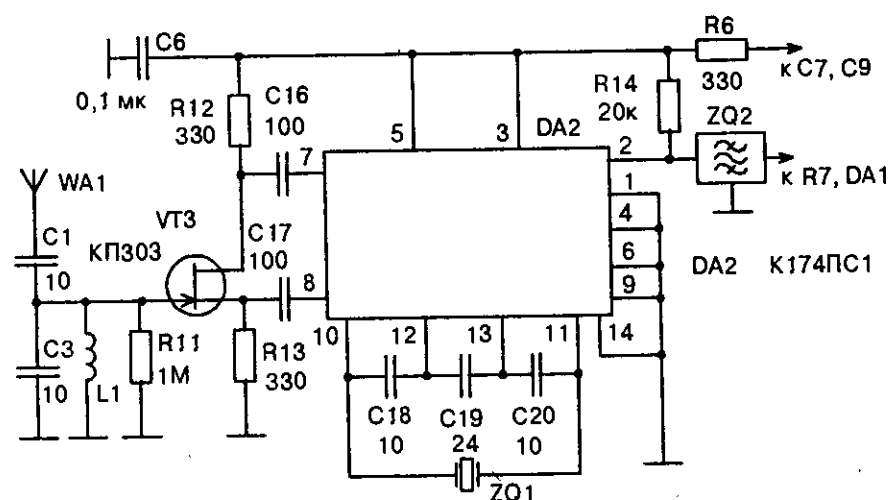 C6
0,1 мк
R12
330
C16
100
5
3
DA2
R14
20к
R6
330
к C7, C9
ZQ2
2
к R7, DA1
7
1
4
6
9
14
WA1
C1
10
VT3
КП303
C17
100
8
DA2 К174ПС1
C3
10
L1
R11
1М
R13
330
10
12
13
11
C18
10
C19
24
C20
10
ZQ1